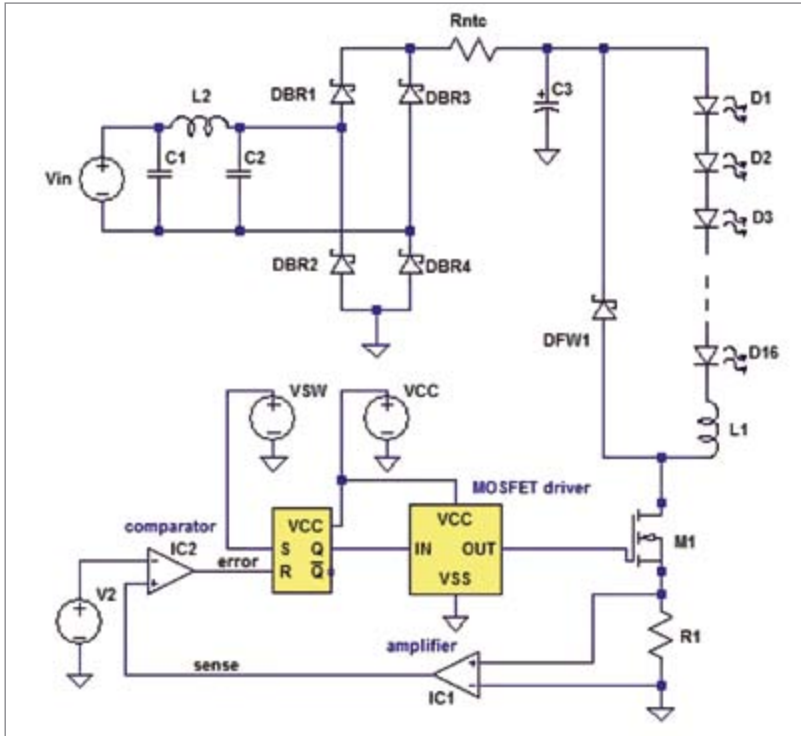 Rntc
L2
DBR1
DBR3
C3
D1
C1
C2
D2
Vin
D3
DBR2
DBR4
DFW1
D16
VSW
VCC
L1
MOSFET driver
comparator
VCC
VCC
IC2
S
Q
IN
OUT
M1
error
R
Q
VSS
V2
amplifier
R1
sense
IC1